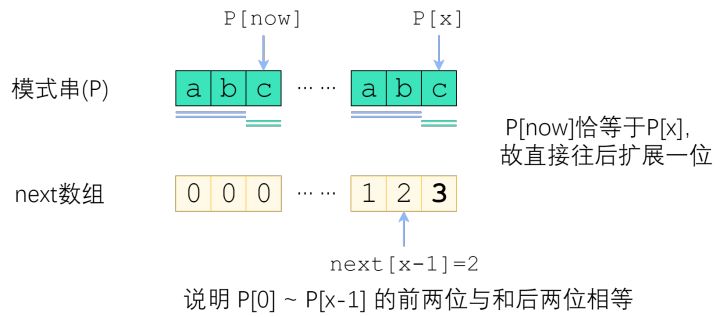 P[now] P[x]
模式串(P) a b c ... ... a b c
P[now]恰等于P[x],
故直接往后扩展一位
next数组 0 0 0 ... ... 1 2 3
next[x-1]=2
说明 P[0] ~ P[x-1] 的前两位与和后两位相等